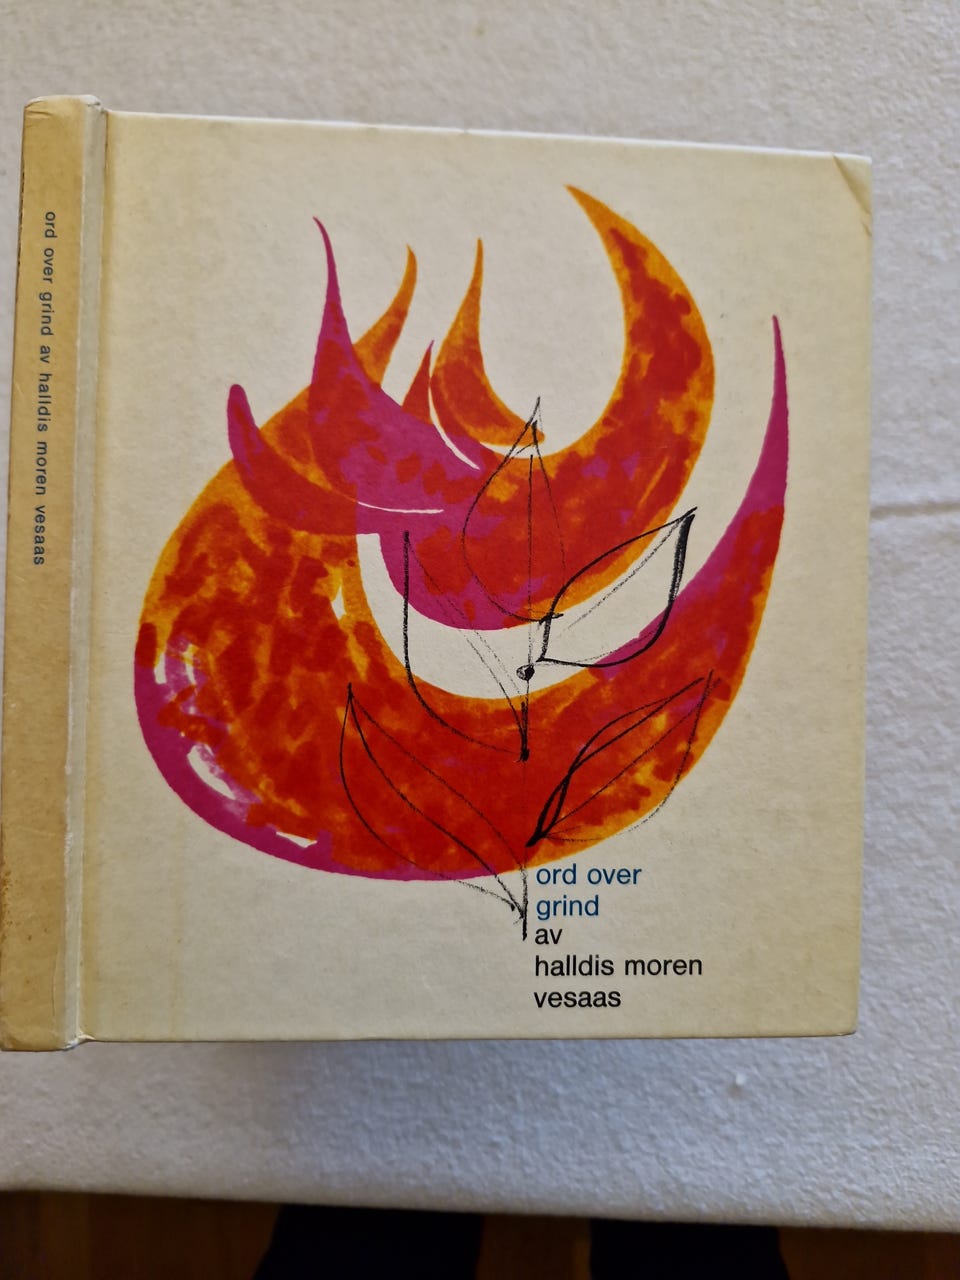 ord over grind av halldis moren vesaas
ord over
grind
av
halldis moren
vesaas